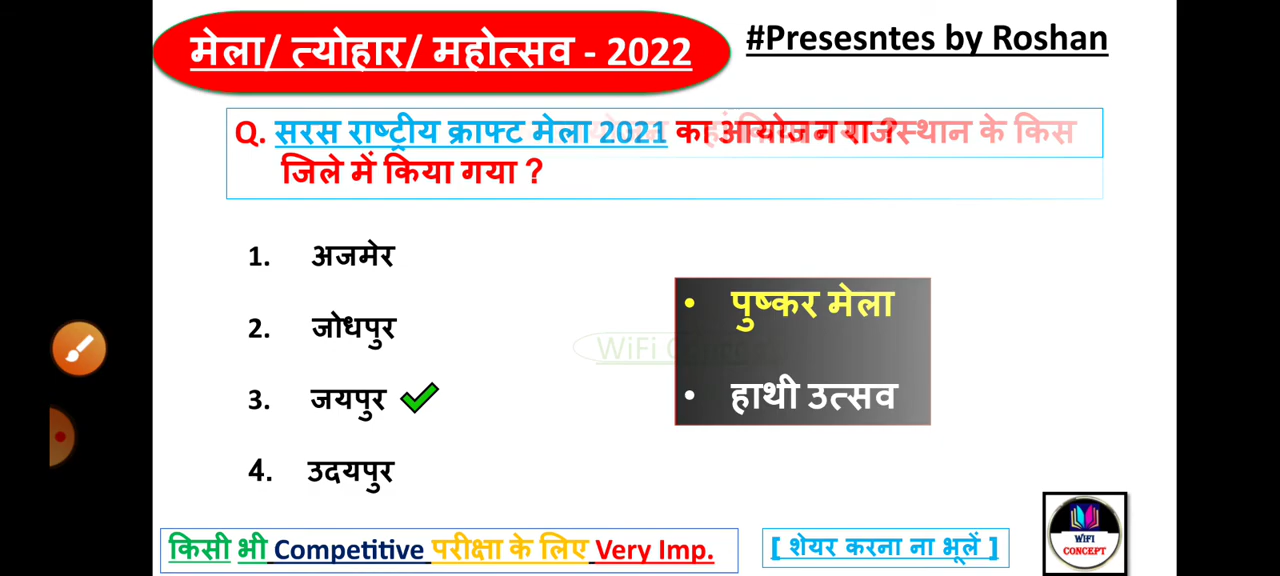 मेला/ त्योहार/ महोत्सव - 2022
#Presesntes by Roshan
Q. सरस राष्ट्रीय क्राफ्ट मेला 2021 का आयोजन राजस्थान के किस
जिले में किया गया ?
1. अजमेर
2. जोधपुर
3. जयपुर
4. उदयपुर
• पुष्कर मेला
• हाथी उत्सव
WiFi
किसी भी Competitive परीक्षा के लिए Very Imp.
[ शेयर करना ना भूलें ]
WiFi
CONCEPT